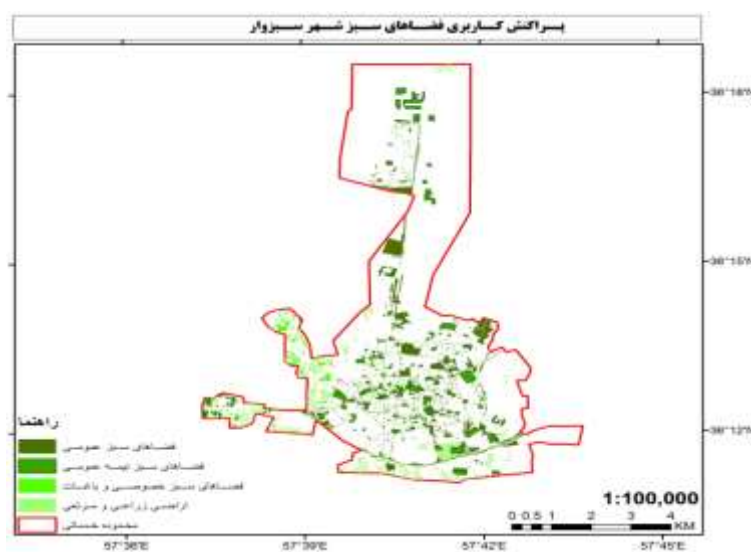 پراکنش کاربری فضاهای سبز شهر سبزوار
36°18'N
36°15'N
36°12'N
راهنما
فضاهای سبز عمومی
فضاهای سبز نیمه عمومی
فضاهای سبز خصوصی و باغات
اراضی زراعی و مرتعی
محدوده خدماتی
1:100,000
0 0.5 1 2 3 4
KM
57°36'E 57°39'E 57°42'E 57°45'E